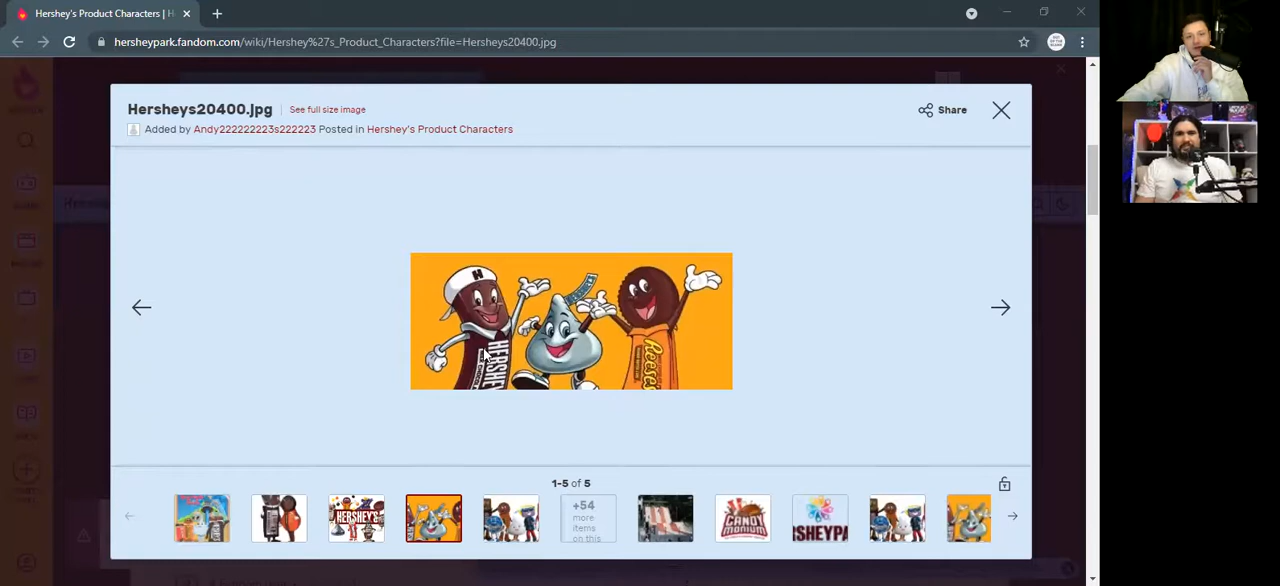 Hershey's Product Characters | H
hersheypark.fandom.com/wiki/Hershey%27s_Product_Characters?file=Hersheys20400.jpg
Hersheys20400.jpg
See full size image
Share
Added by Andy222222223s222223 Posted in Hershey's Product Characters
H
HERSHEY
reese's
1-5 of 5
HERSHEY'S
+54
more
items
on this
CANDY
MONIUM
RSHEYPA